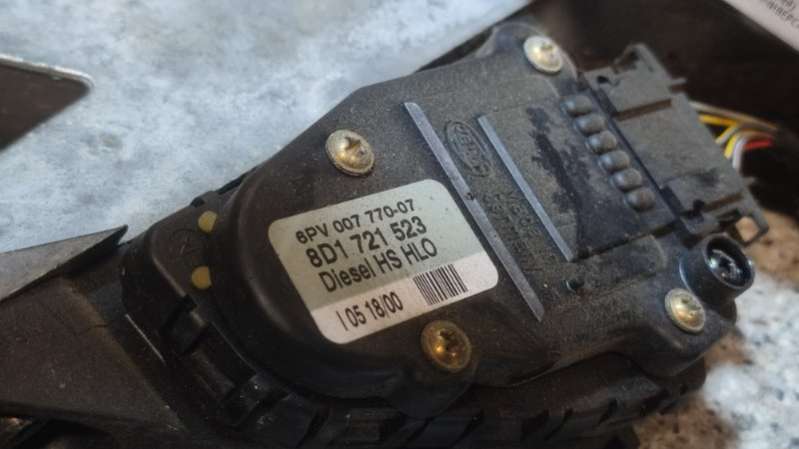 6PV 007 770-07
8D1 721 523
Diesel HS HLO
I 05 18/00